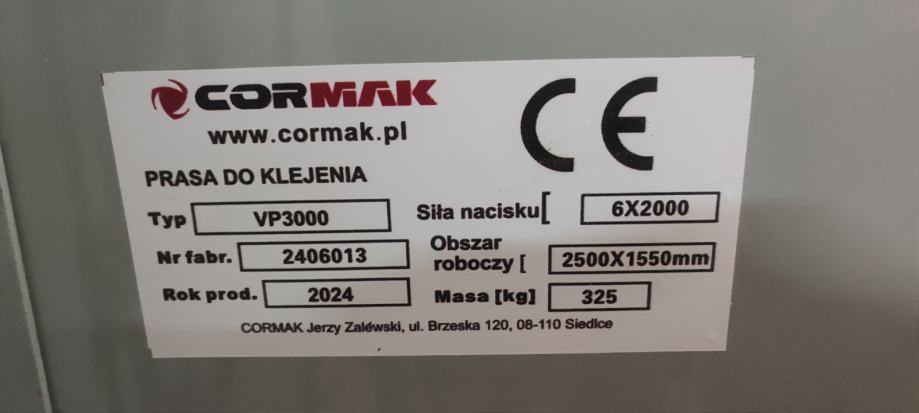 CORMAK
www.cormak.pl
CE
PRASA DO KLEJENIA
Typ VP3000
Nr fabr. 2406013
Rok prod. 2024
Siła nacisku[ 6X2000
Obszar
roboczy [ 2500X1550mm
Masa [kg] 325
CORMAK Jerzy Zalewski, ul. Brzeska 120, 08-110 Siedlce